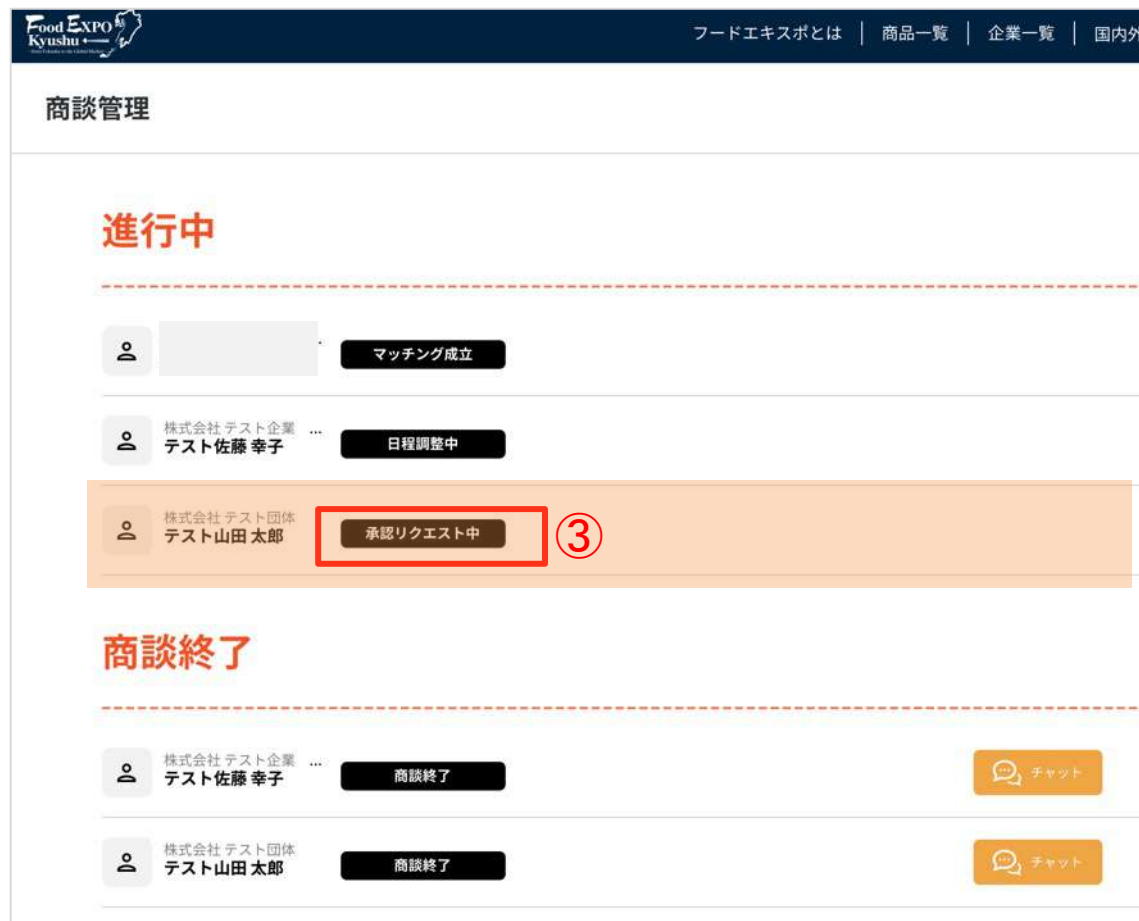 Food EXPO
Kyushu
フードエキスポとは | 商品一覧 | 企業一覧 | 国内外
商談管理
進行中
マッチング成立
株式会社 テスト企業 ...
テスト佐藤 幸子
日程調整中
株式会社 テスト団体
テスト山田 太郎
承認リクエスト中
③
商談終了
株式会社 テスト企業 ...
テスト佐藤 幸子
商談終了
チャット
株式会社 テスト団体
テスト山田 太郎
商談終了
チャット